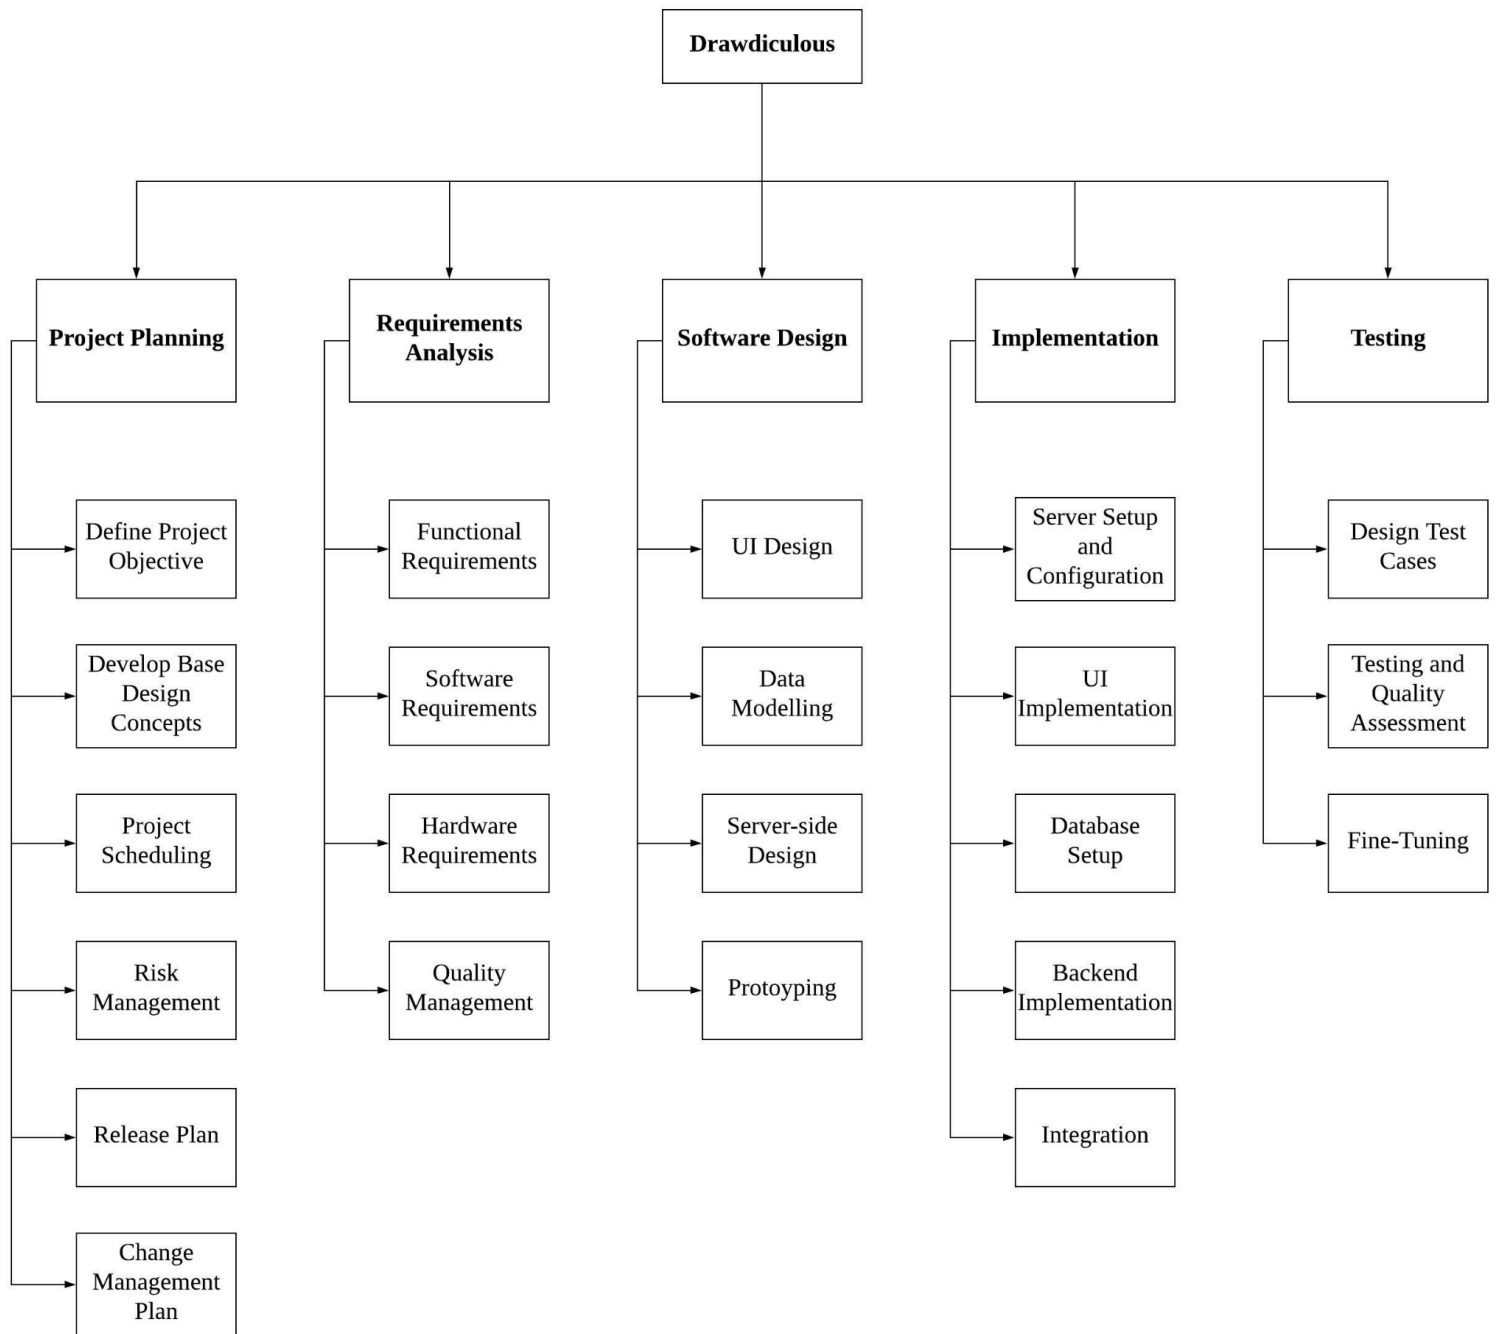 Drawdiculous
Project Planning
Requirements
Analysis
Software Design
Implementation
Testing
Define Project
Objective
Develop Base
Design
Concepts
Project
Scheduling
Risk
Management
Release Plan
Change
Management
Plan
Functional
Requirements
Software
Requirements
Hardware
Requirements
Quality
Management
UI Design
Data
Modelling
Server-side
Design
Protoyping
Server Setup
and
Configuration
UI
Implementation
Database
Setup
Backend
Implementation
Integration
Design Test
Cases
Testing and
Quality
Assessment
Fine-Tuning